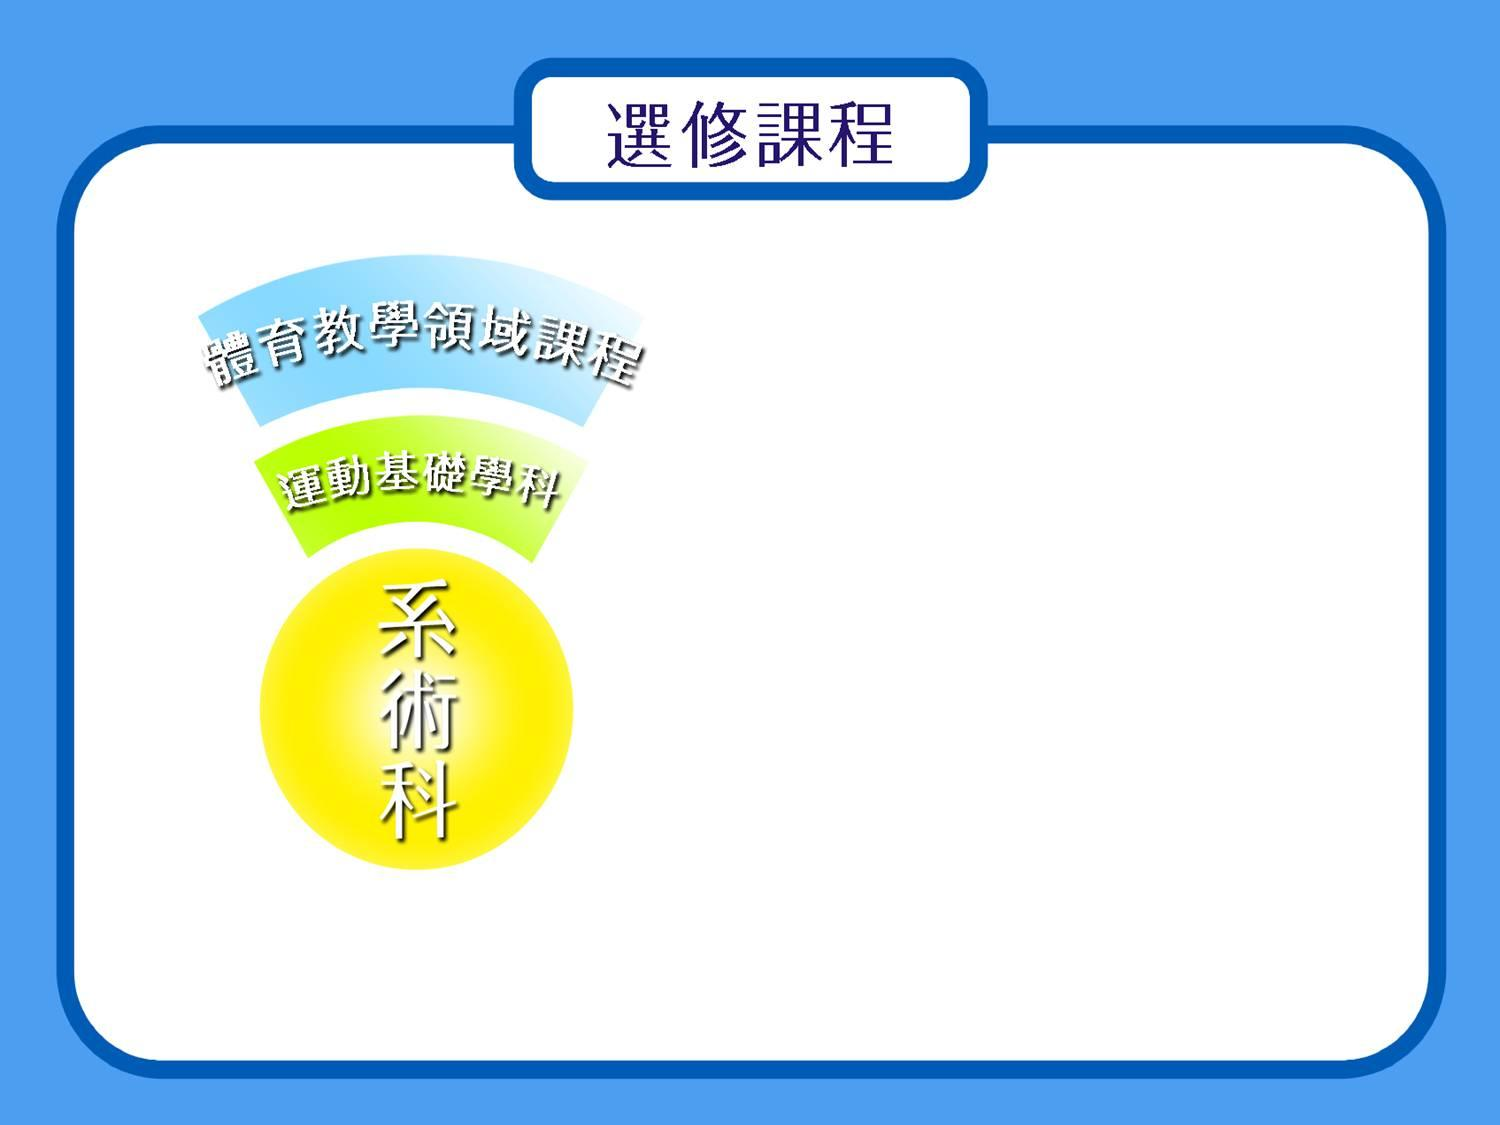 選修課程
體育教學領域課程
運動基礎學科
系術科